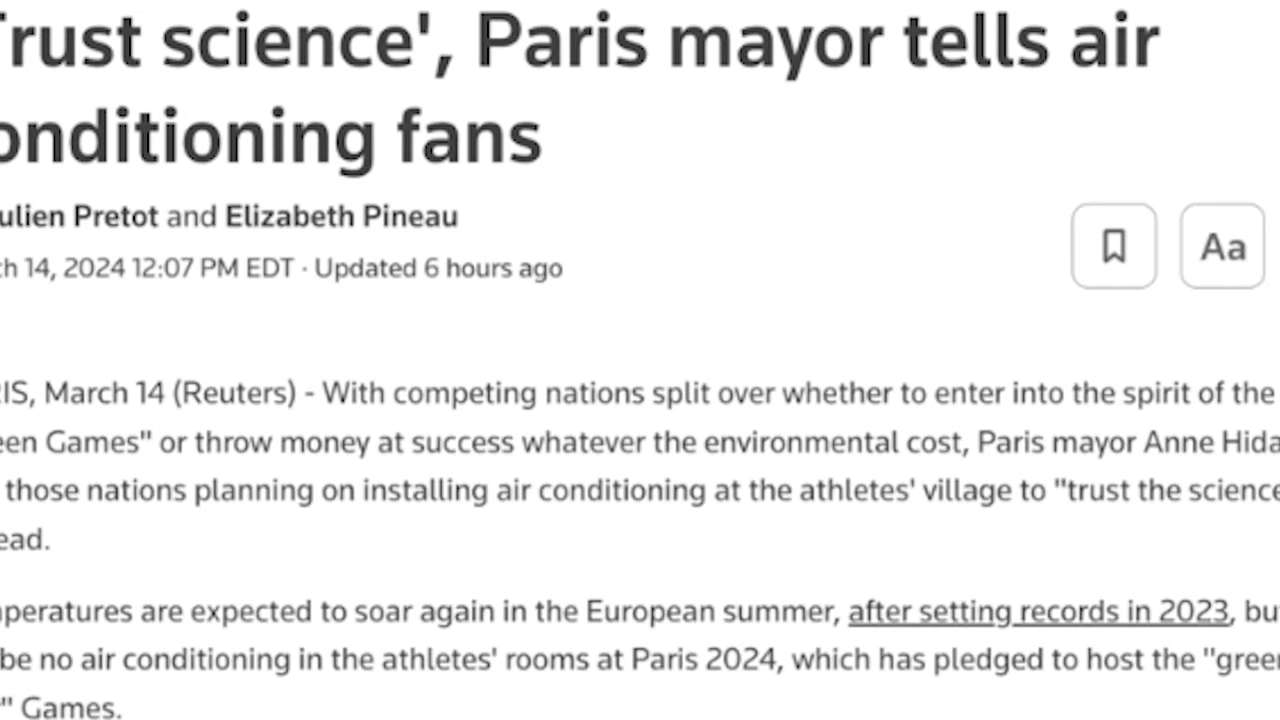 Trust science', Paris mayor tells air
onditioning fans
ulien Pretot and Elizabeth Pineau
ch 14, 2024 12:07 PM EDT · Updated 6 hours ago
Aa
RIS, March 14 (Reuters) - With competing nations split over whether to enter into the spirit of the
een Games" or throw money at success whatever the environmental cost, Paris mayor Anne Hida
those nations planning on installing air conditioning at the athletes' village to "trust the science
ead.
peratures are expected to soar again in the European summer, after setting records in 2023, but
be no air conditioning in the athletes' rooms at Paris 2024, which has pledged to host the "green
" Games.